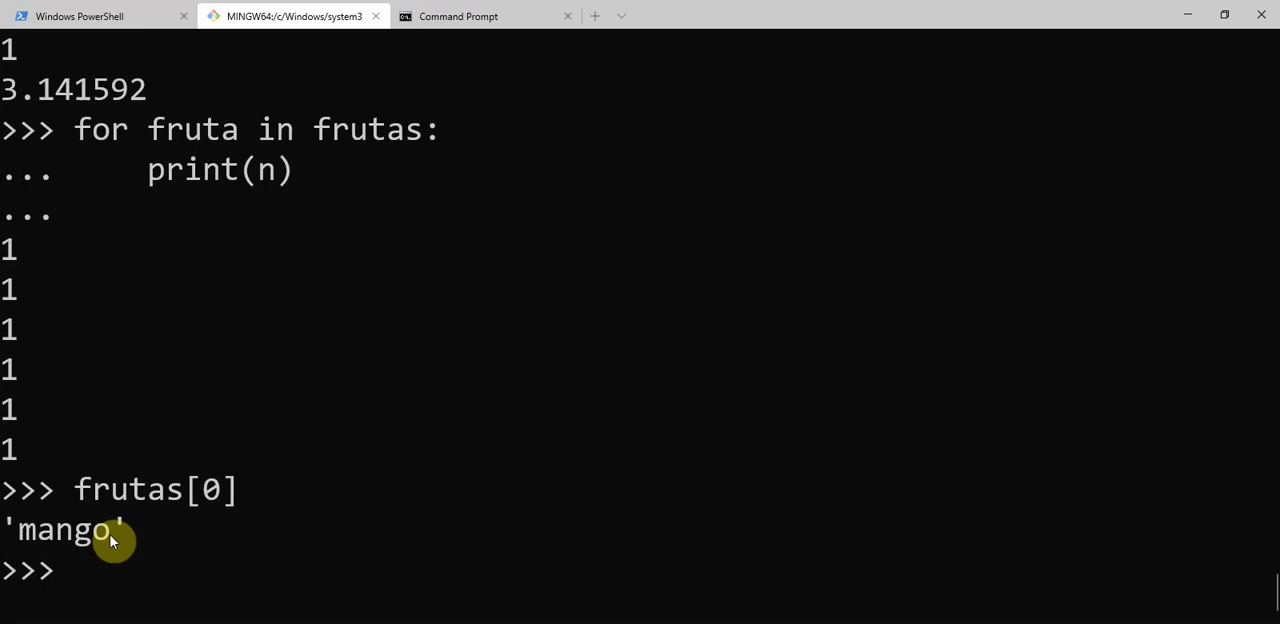 Windows PowerShell
MINGW64:/c/Windows/system3
Command Prompt
1
3.141592
>>> for fruta in frutas:
...     print(n)
...
1
1
1
1
1
1
>>> frutas[0]
'mango'
>>>